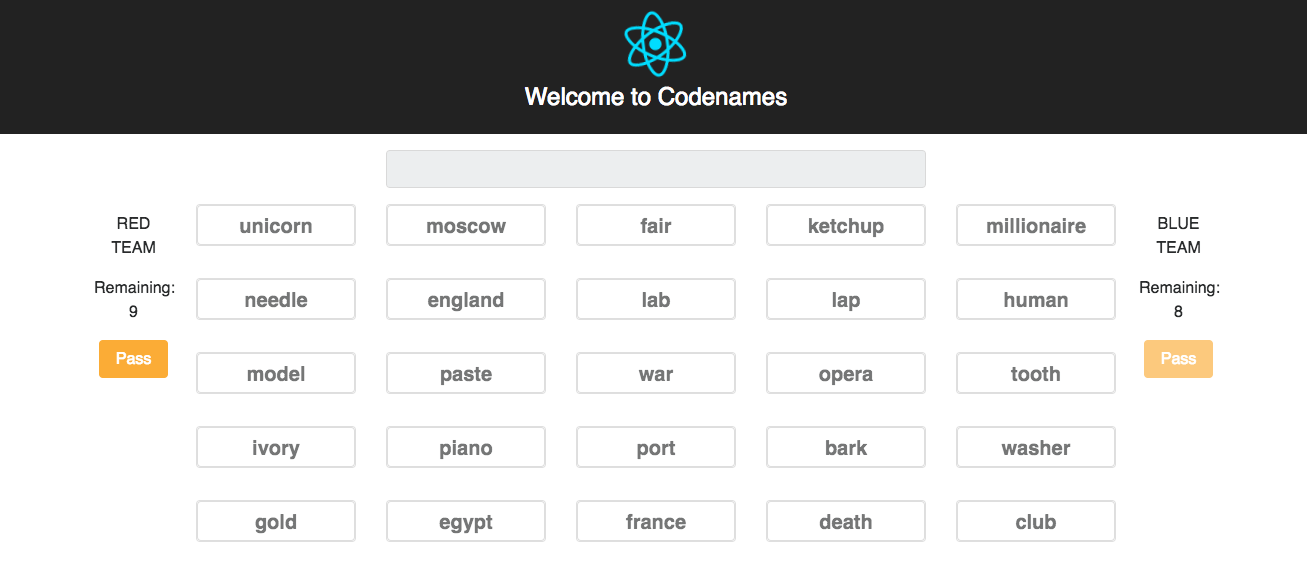 Welcome to Codenames
RED
TEAM
Remaining:
9
Pass
unicorn moscow fair ketchup millionaire
needle england lab lap human
model paste war opera tooth
ivory piano port bark washer
gold egypt france death club
BLUE
TEAM
Remaining:
8
Pass